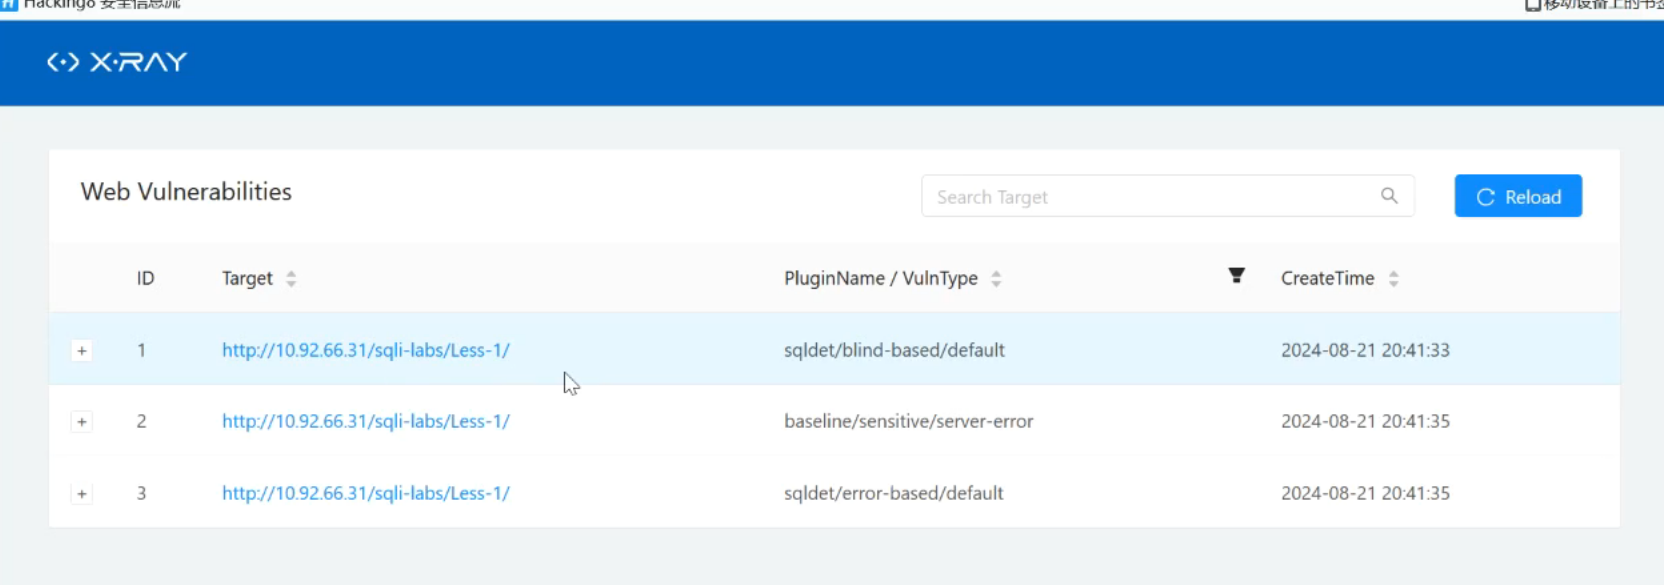 Hacking8 安全信息流
移动设备上的书签
X·RAY
Web Vulnerabilities
Search Target
Reload
ID Target PluginName / VulnType CreateTime
+ 1 http://10.92.66.31/sqli-labs/Less-1/ sqldet/blind-based/default 2024-08-21 20:41:33
+ 2 http://10.92.66.31/sqli-labs/Less-1/ baseline/sensitive/server-error 2024-08-21 20:41:35
+ 3 http://10.92.66.31/sqli-labs/Less-1/ sqldet/error-based/default 2024-08-21 20:41:35